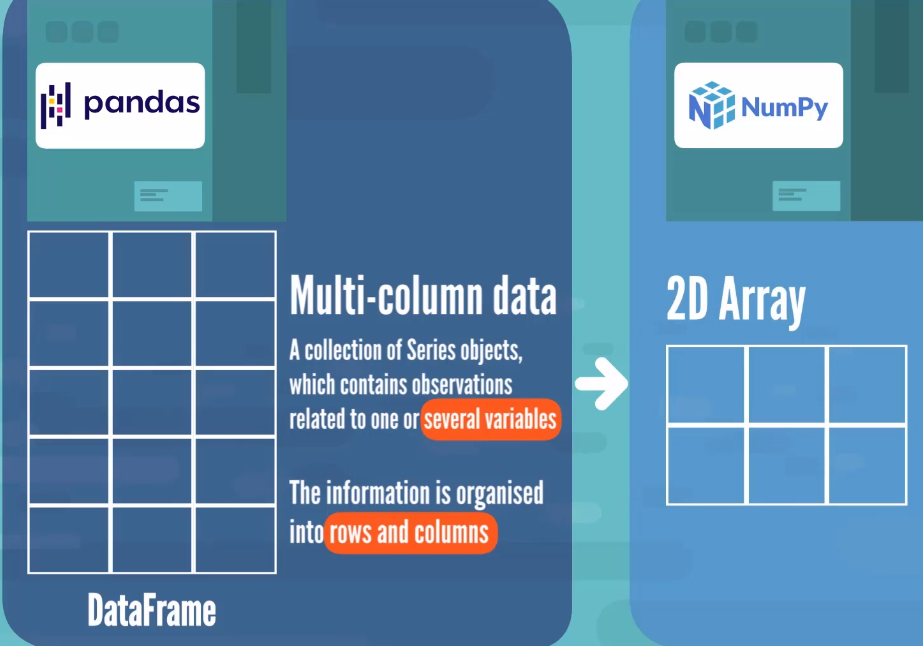 pandas
NumPy
Multi-column data
A collection of Series objects,
which contains observations
related to one or several variables
The information is organised
into rows and columns
DataFrame
2D Array